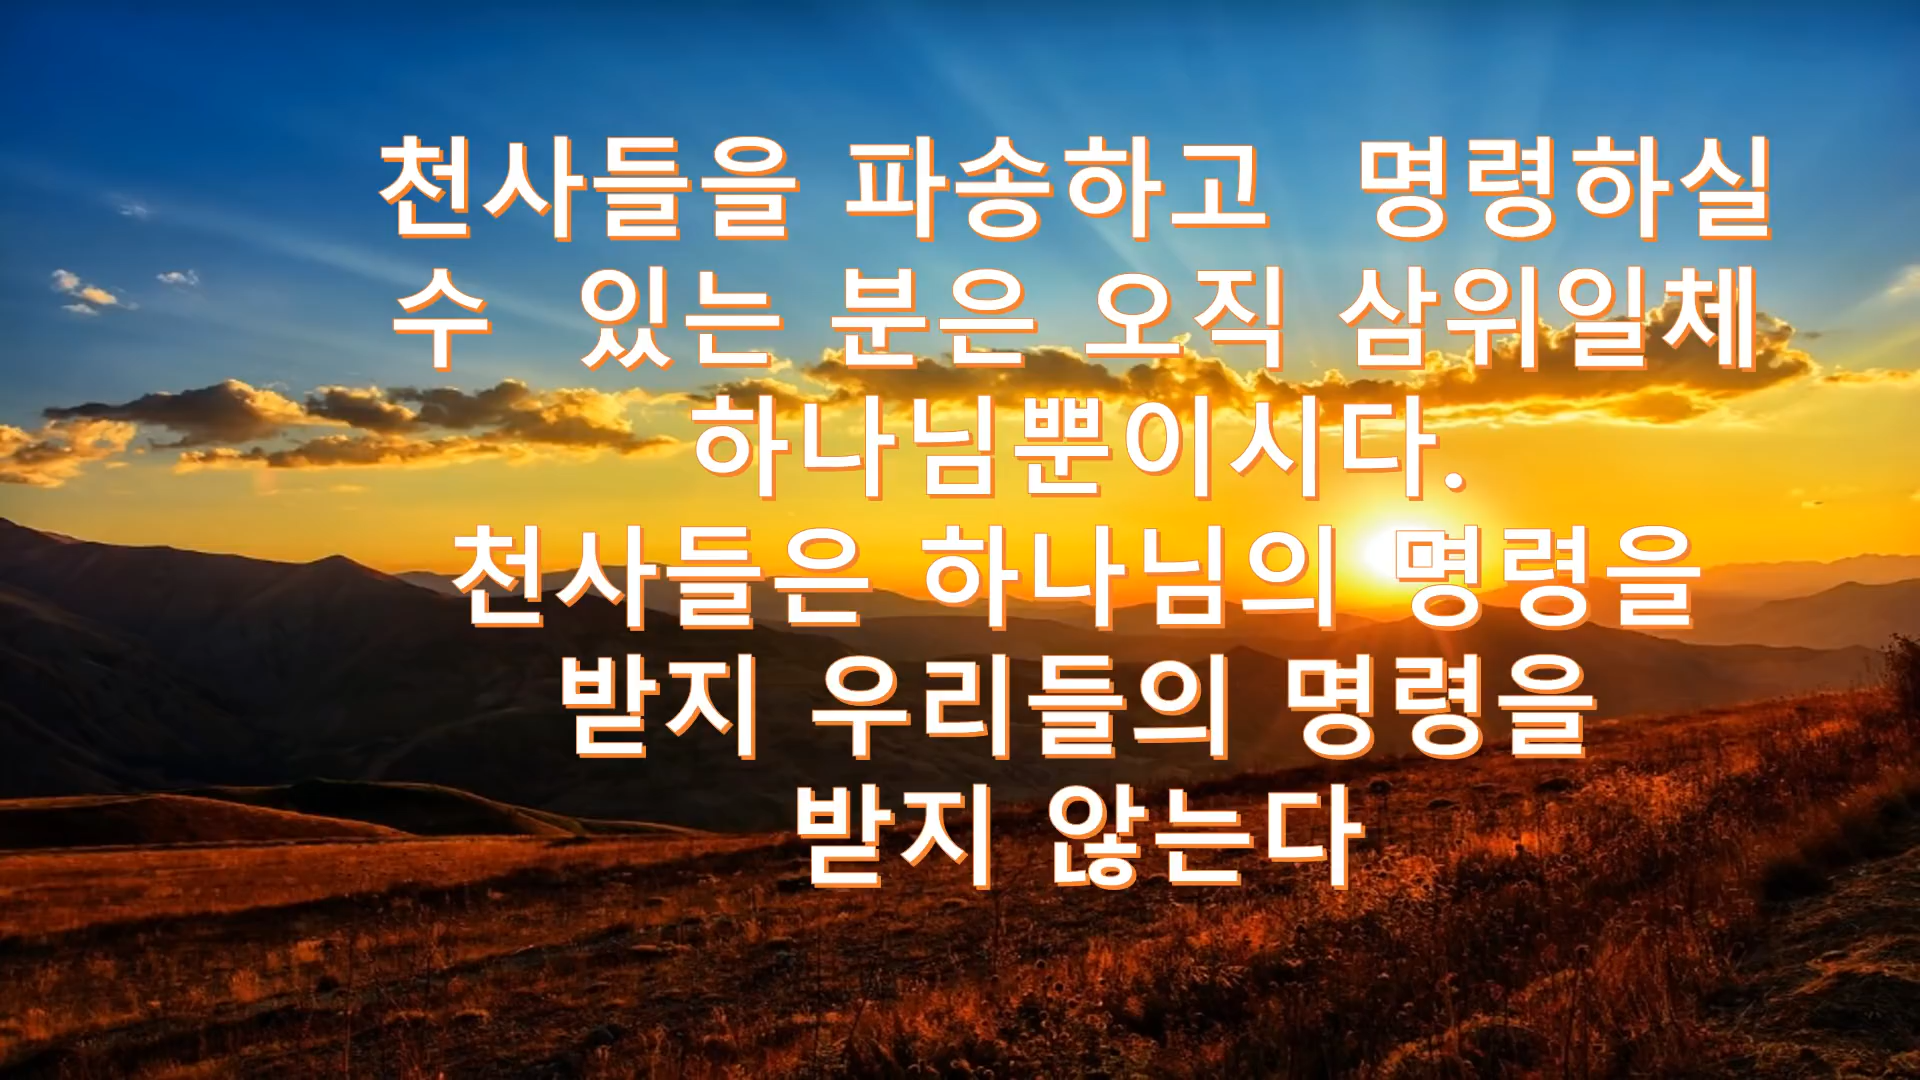 천사들을 파송하고  명령하실
수  있는 분은 오직 삼위일체
하나님뿐이시다.
천사들은 하나님의 명령을
받지 우리들의 명령을
받지 않는다